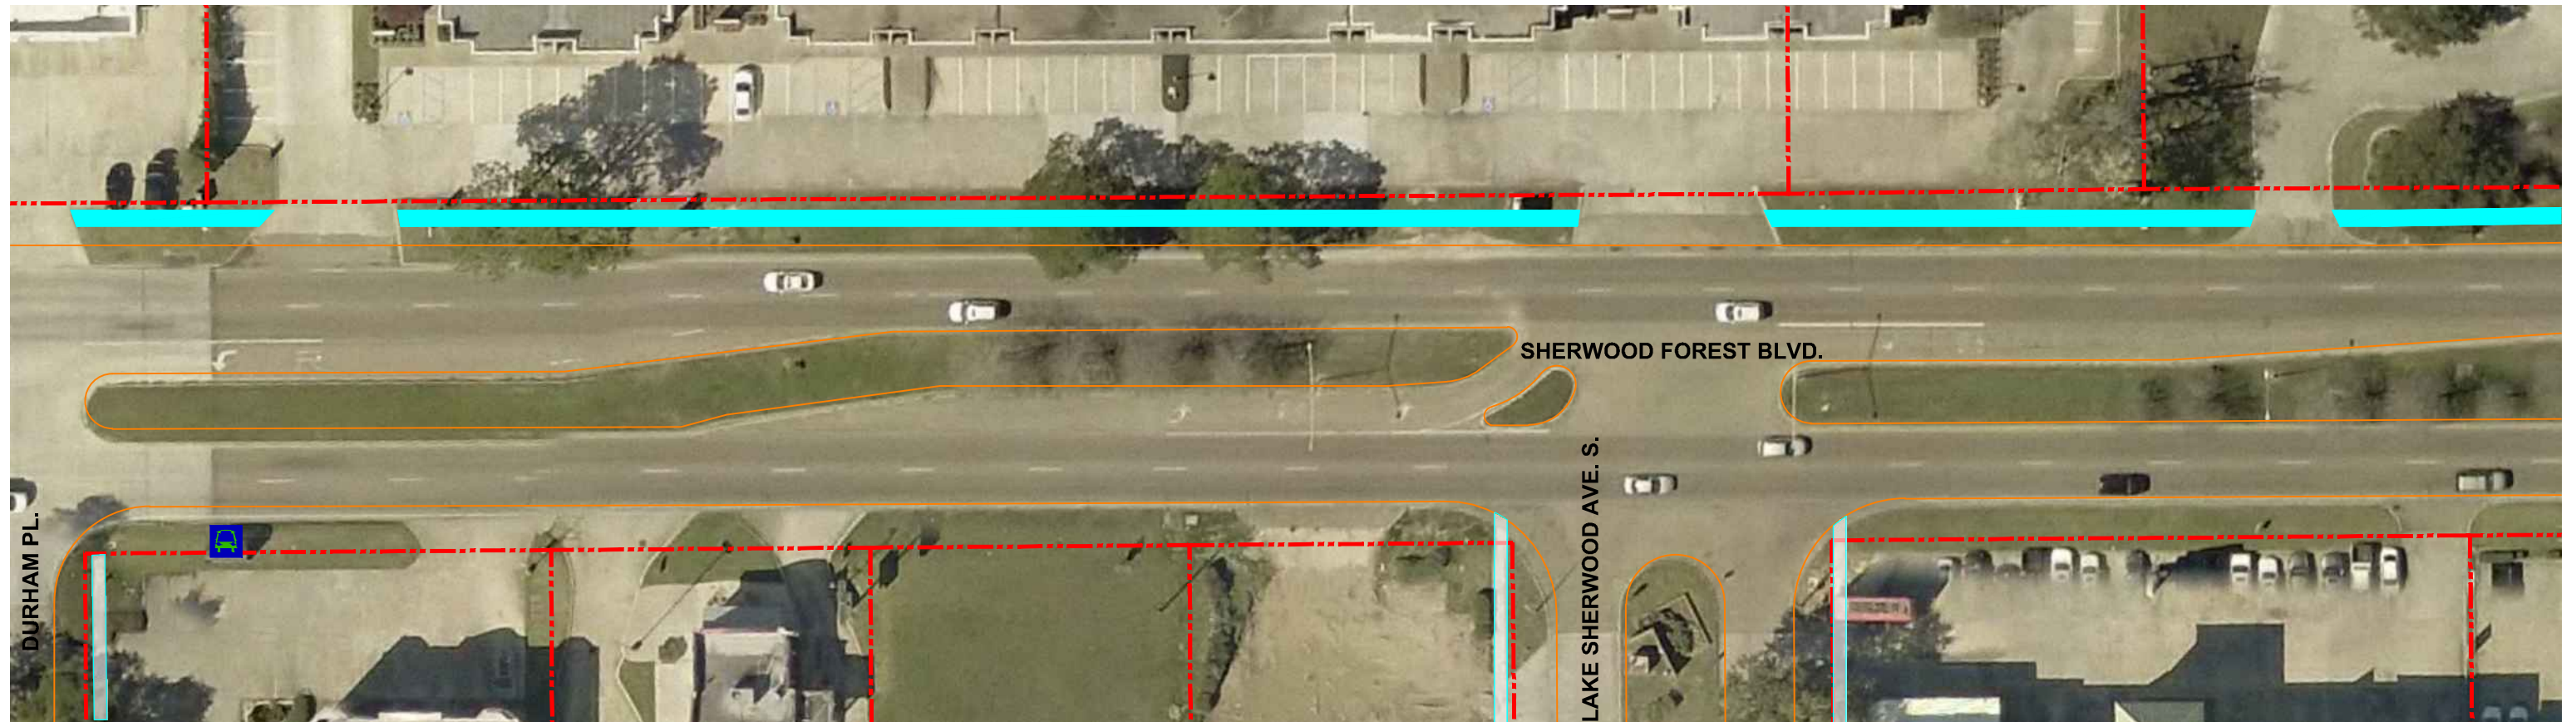 SHERWOOD FOREST BLVD.
DURHAM PL.
LAKE SHERWOOD AVE. S.